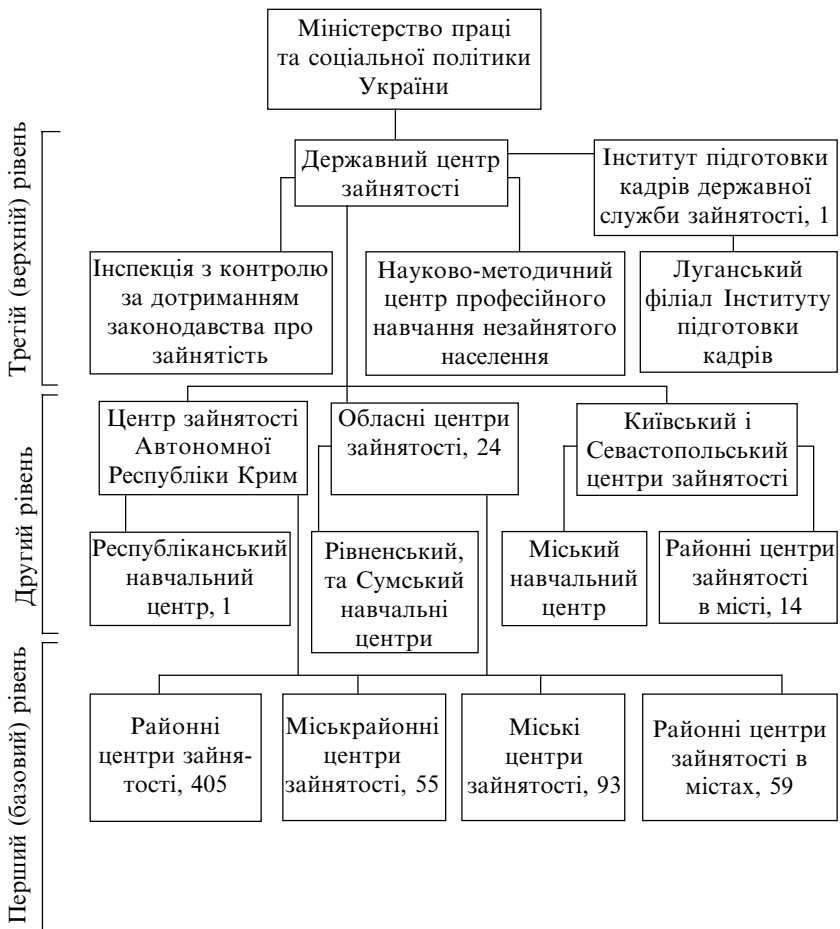 Міністерство праці
та соціальної політики
України
Третій (верхній) рівень
Державний центр
зайнятості
Інститут підготовки
кадрів державної
служби зайнятості, 1
Інспекція з контролю
за дотриманням
законодавства про
зайнятість
Науково-методичний
центр професійного
навчання незайнятого
населення
Луганський
філіал Інституту
підготовки
кадрів
Другий рівень
Центр зайнятості
Автономної
Республіки Крим
Обласні центри
зайнятості, 24
Київський і
Севастопольський
центри зайнятості
Республіканський
навчальний
центр, 1
Рівненський,
та Сумський
навчальні
центри
Міський
навчальний
центр
Районні центри
зайнятості
в місті, 14
Перший (базовий) рівень
Районні
центри зайня-
тості, 405
Міськрайонні
центри
зайнятості, 55
Міські
центри
зайнятості, 93
Районні центри
зайнятості в
містах, 59